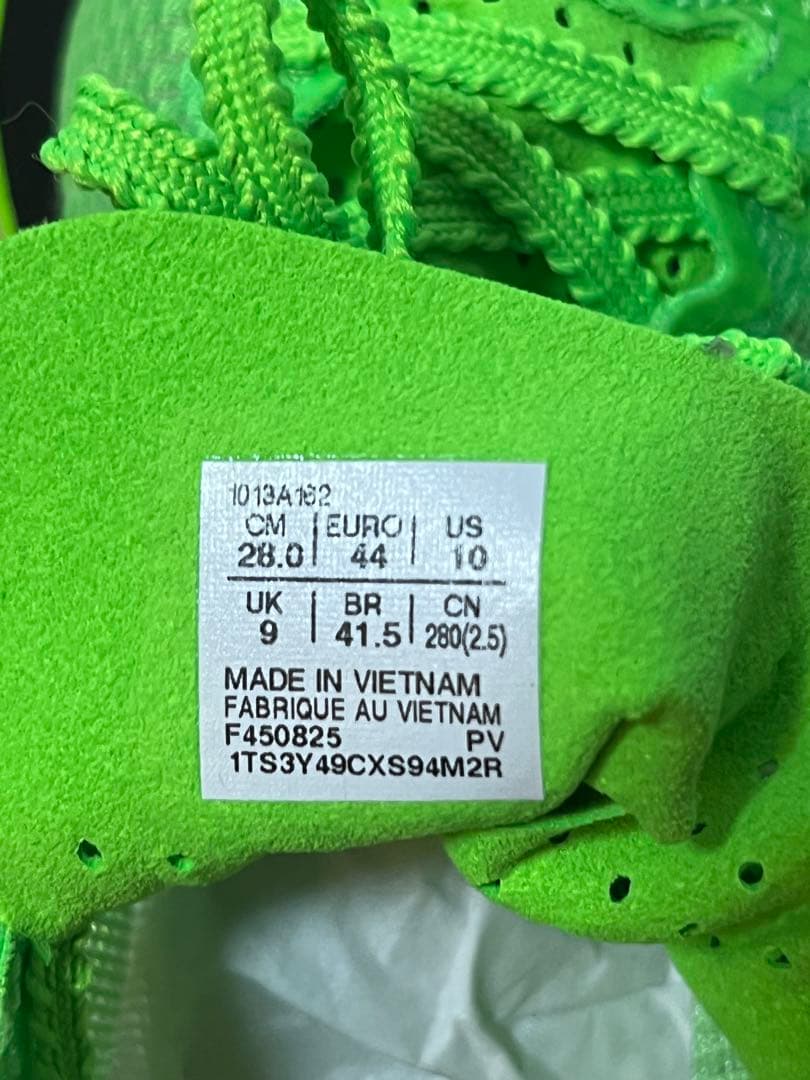 1013A162
CM | EURO | US
28.0 | 44 | 10
UK | BR | CN
9 | 41.5 | 280(2.5)
MADE IN VIETNAM
FABRIQUE AU VIETNAM
F450825 PV
1TS3Y49CXS94M2R